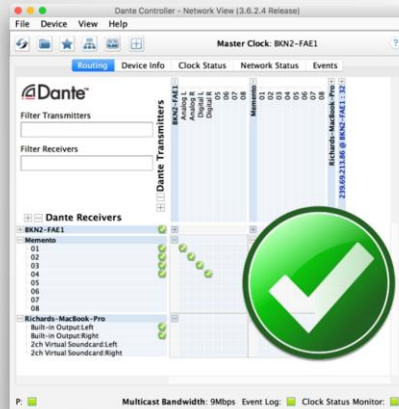 Dante Controller - Network View (3.6.2.4 Release)
File Device View Help
Master Clock: BKN2-FAE1
?
Routing Device Info Clock Status Network Status Events
Dante™
Filter Transmitters
Filter Receivers
Dante Transmitters
BKN2-FAE1
Analog L
Analog R
Digital L
Digital R
05
06
07
08
Memento
01
02
03
04
05
06
07
08
Richards-MacBook-Pro
239.69.213.86 @ BKN2-FAE1 : 32
Dante Receivers
BKN2-FAE1
Memento
01
02
03
04
05
06
07
08
Richards-MacBook-Pro
Built-in Output:Left
Built-in Output:Right
2ch Virtual Soundcard:Left
2ch Virtual Soundcard:Right
P: Multicast Bandwidth: 9Mbps Event Log: Clock Status Monitor: